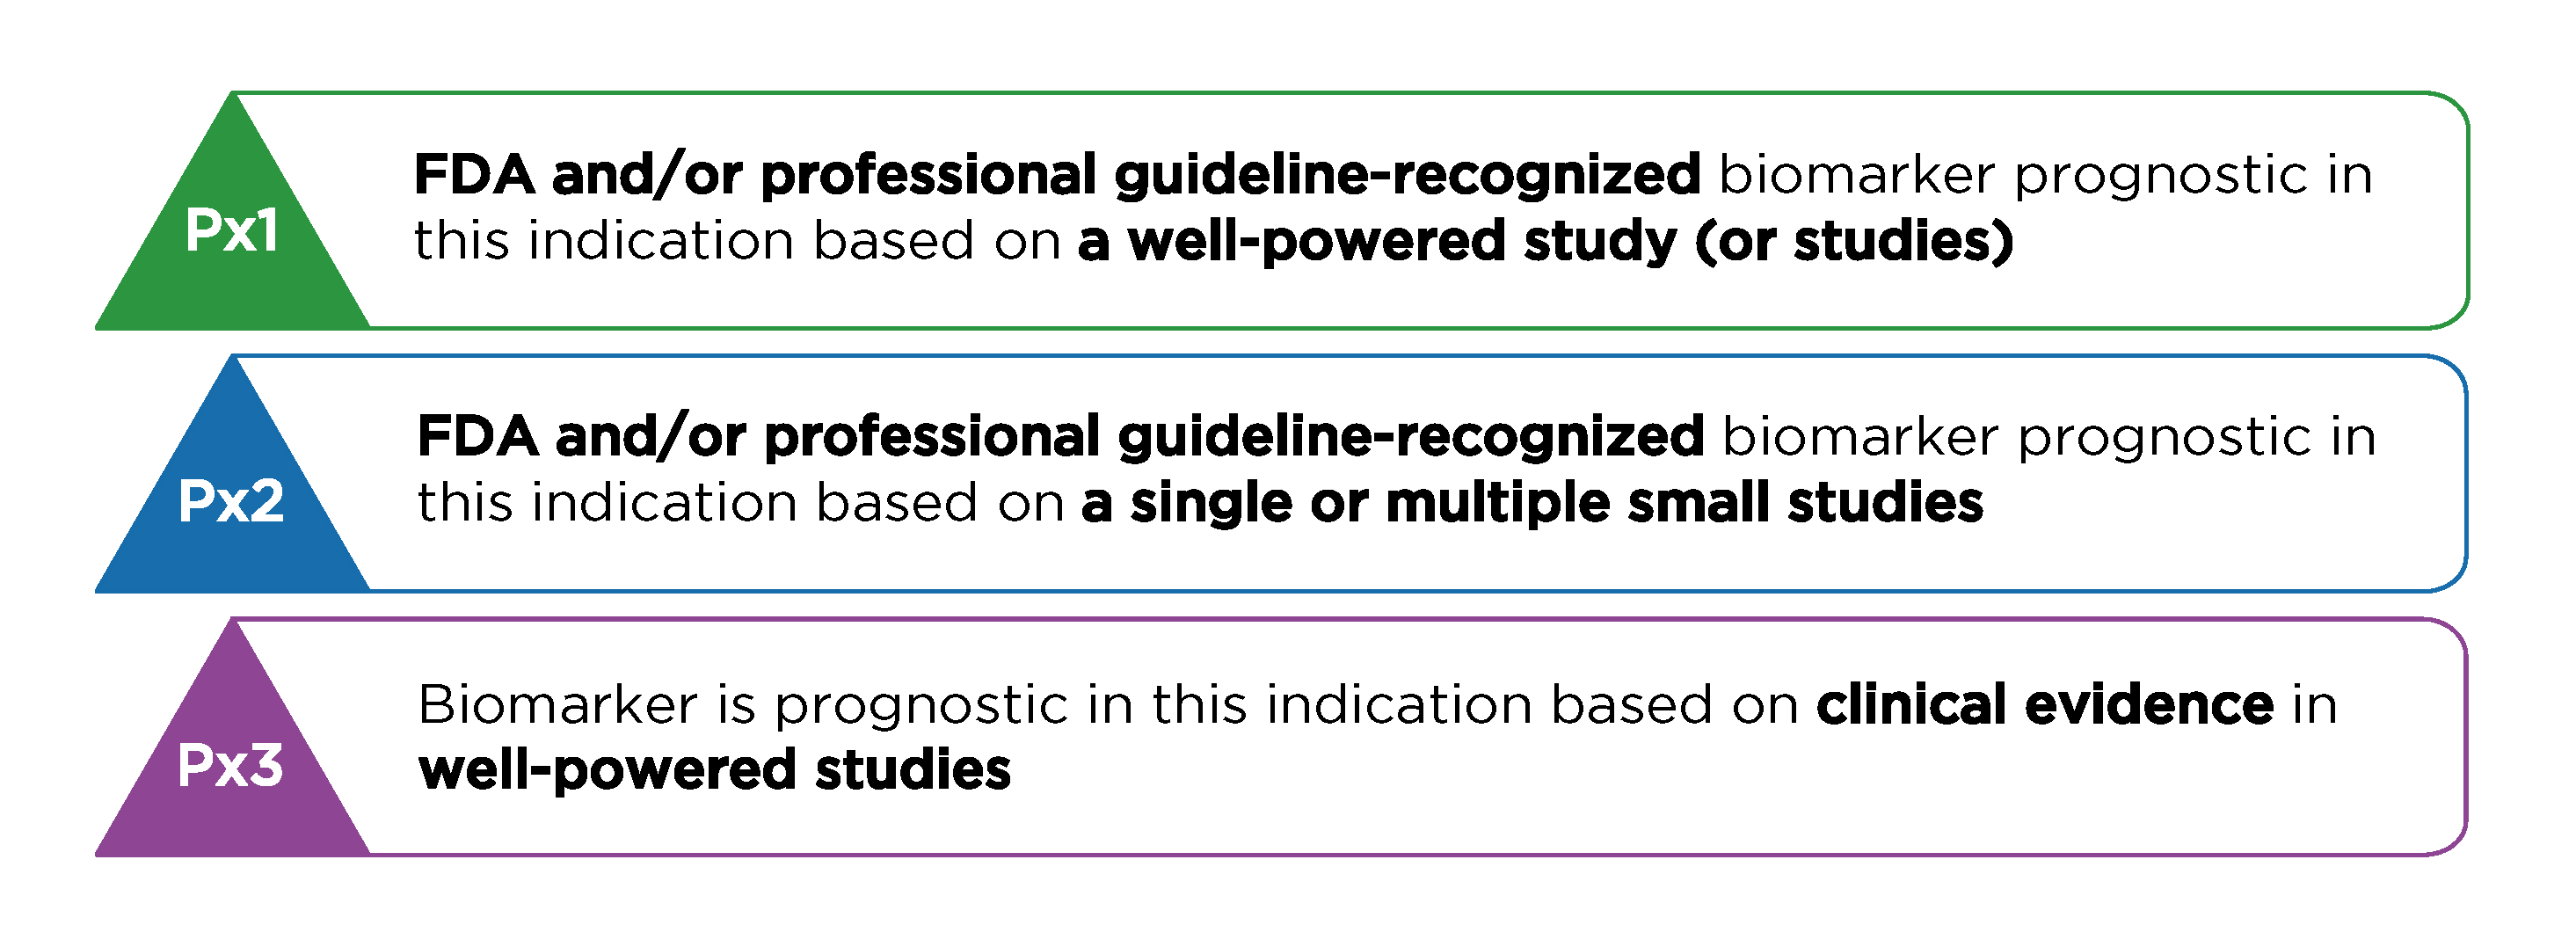 Px1
FDA and/or professional guideline-recognized biomarker prognostic in
this indication based on a well-powered study (or studies)
Px2
FDA and/or professional guideline-recognized biomarker prognostic in
this indication based on a single or multiple small studies
Px3
Biomarker is prognostic in this indication based on clinical evidence in
well-powered studies